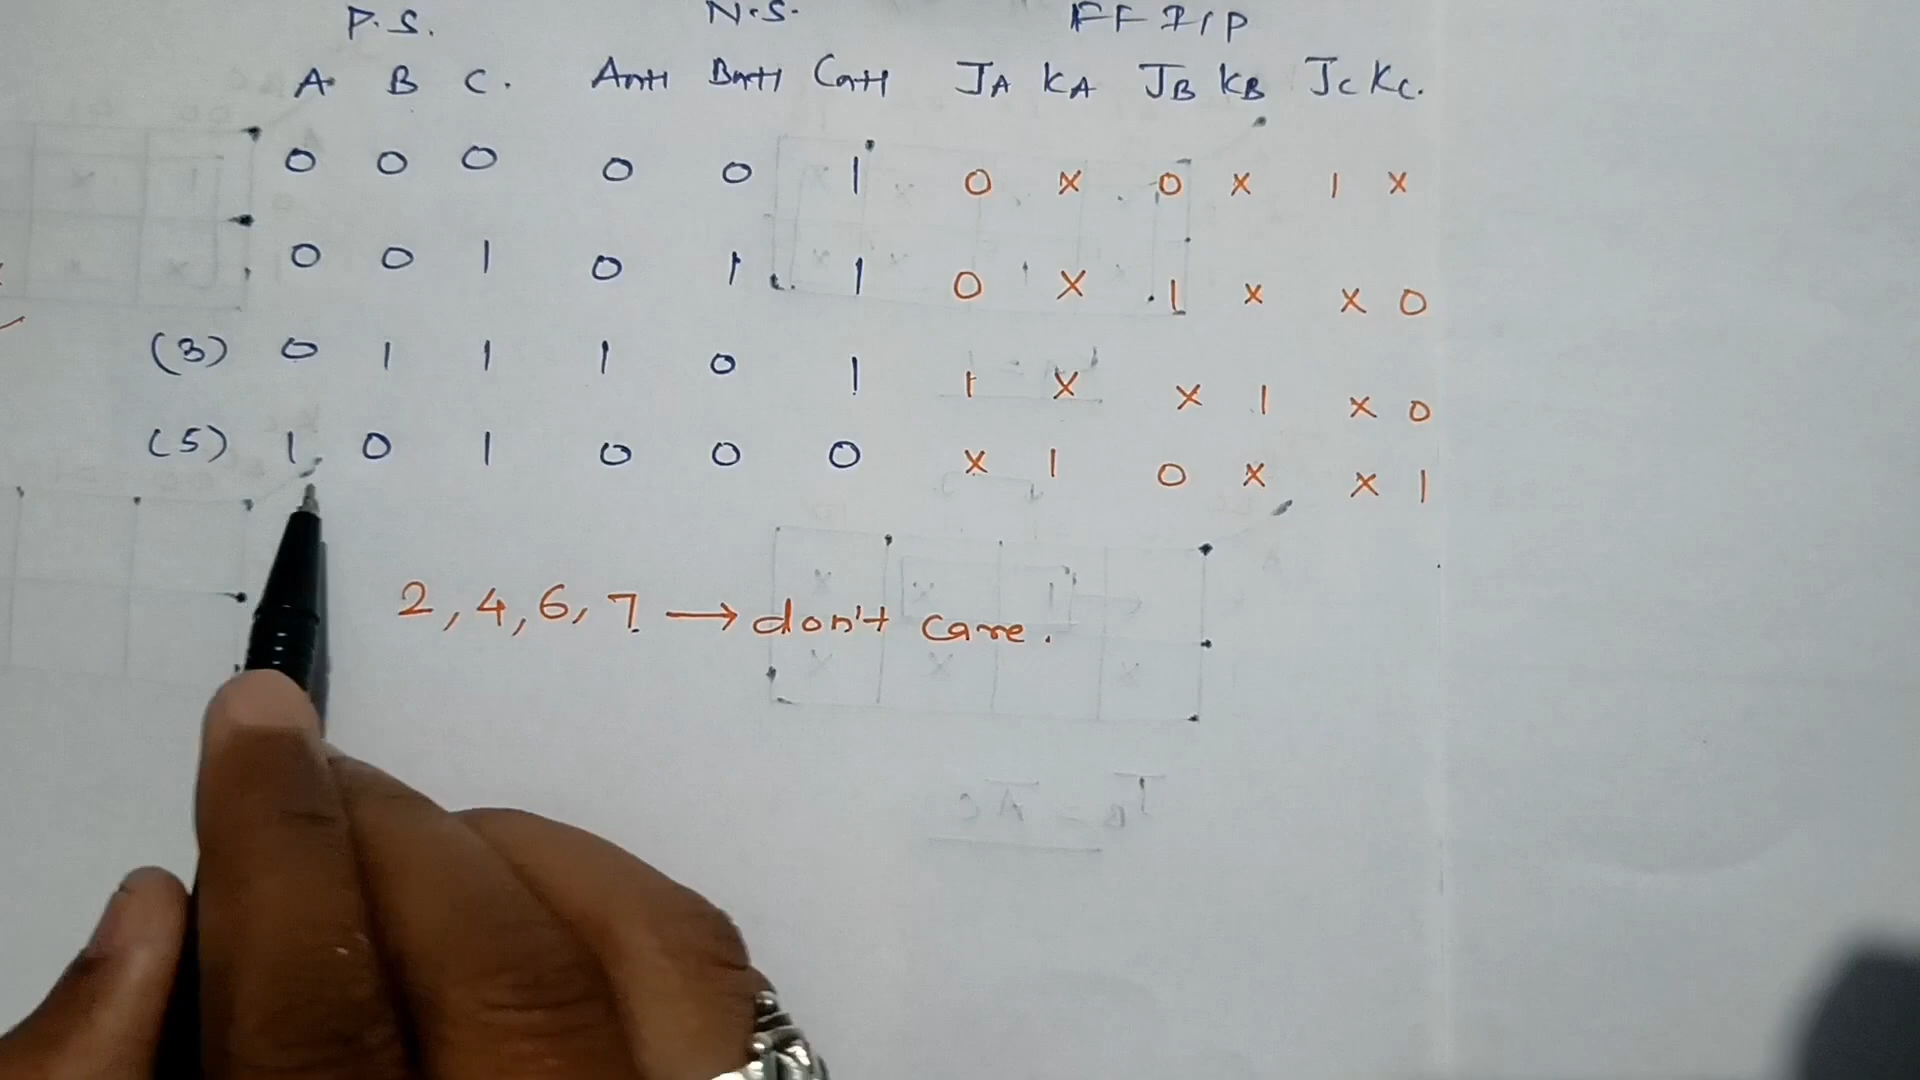 P.S. N.S. FF I/P
A B C. An+1 Bn+1 Cn+1 JA KA JB KB JC KC.
0 0 0 0 0 1 0 x 0 x 1 x
0 0 1 0 1 1 0 x 1 x x 0
(3) 0 1 1 1 0 1 1 x x 1 x 0
(5) 1 0 1 0 0 0 x 1 0 x x 1
2, 4, 6, 7 → don't care.